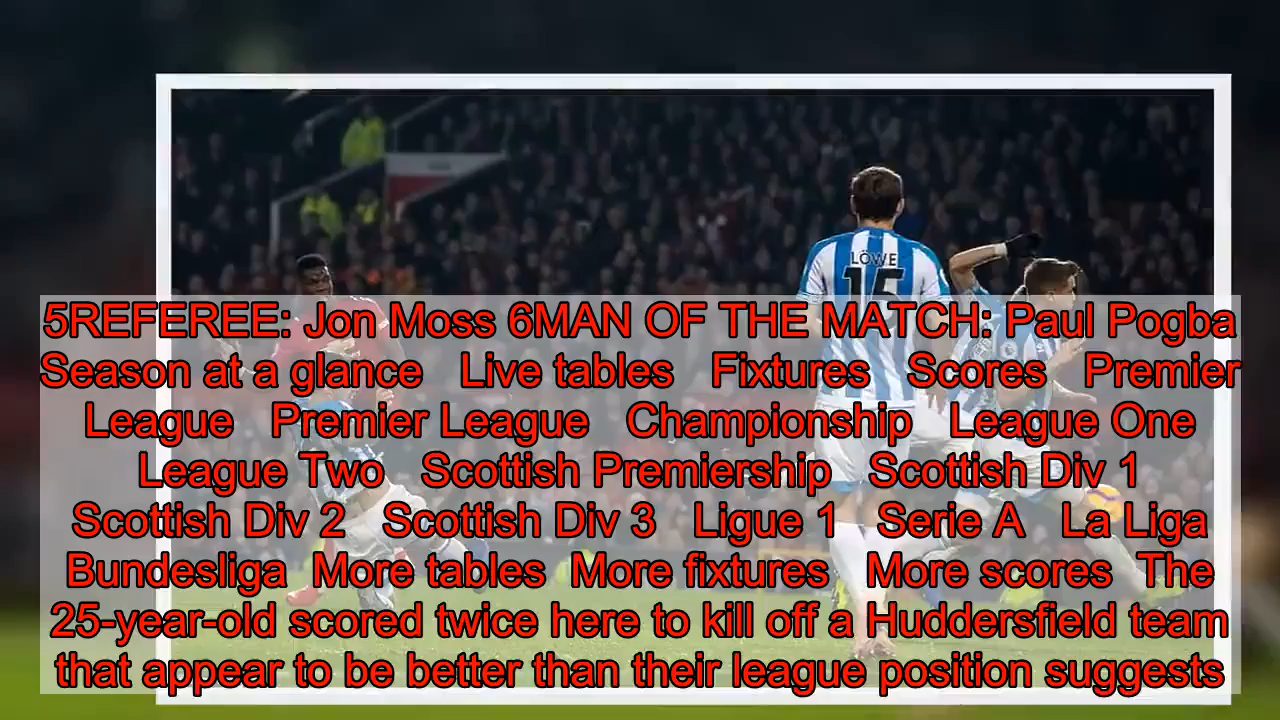 LÖWE
15
5REFEREE: Jon Moss 6MAN OF THE MATCH: Paul Pogba
Season at a glance Live tables Fixtures Scores Premier
League Premier League Championship League One
League Two Scottish Premiership Scottish Div 1
Scottish Div 2 Scottish Div 3 Ligue 1 Serie A La Liga
Bundesliga More tables More fixtures More scores The
25-year-old scored twice here to kill off a Huddersfield team
that appear to be better than their league position suggests